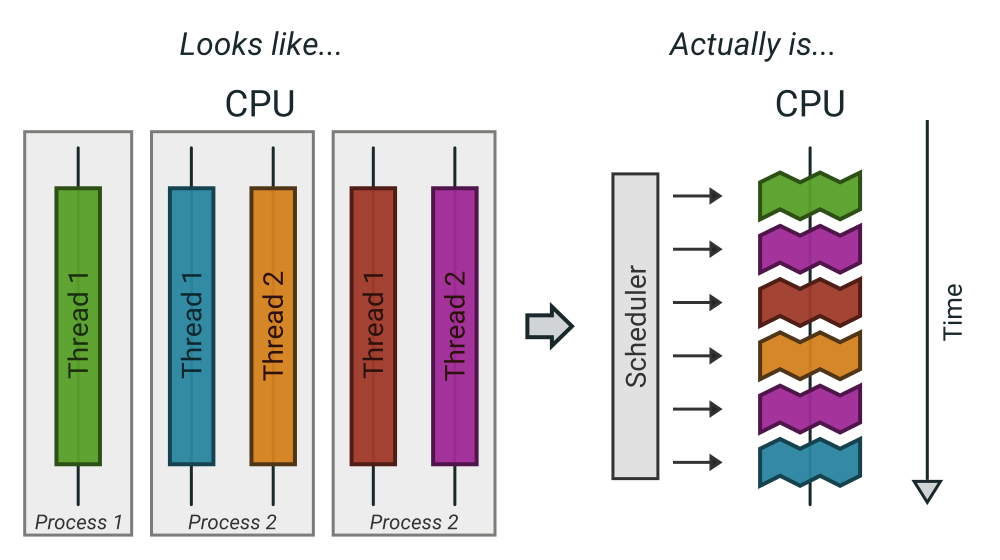 Looks like...
CPU
Thread 1
Process 1
Thread 1
Thread 2
Process 2
Thread 1
Thread 2
Process 2
Actually is...
CPU
Scheduler
Time